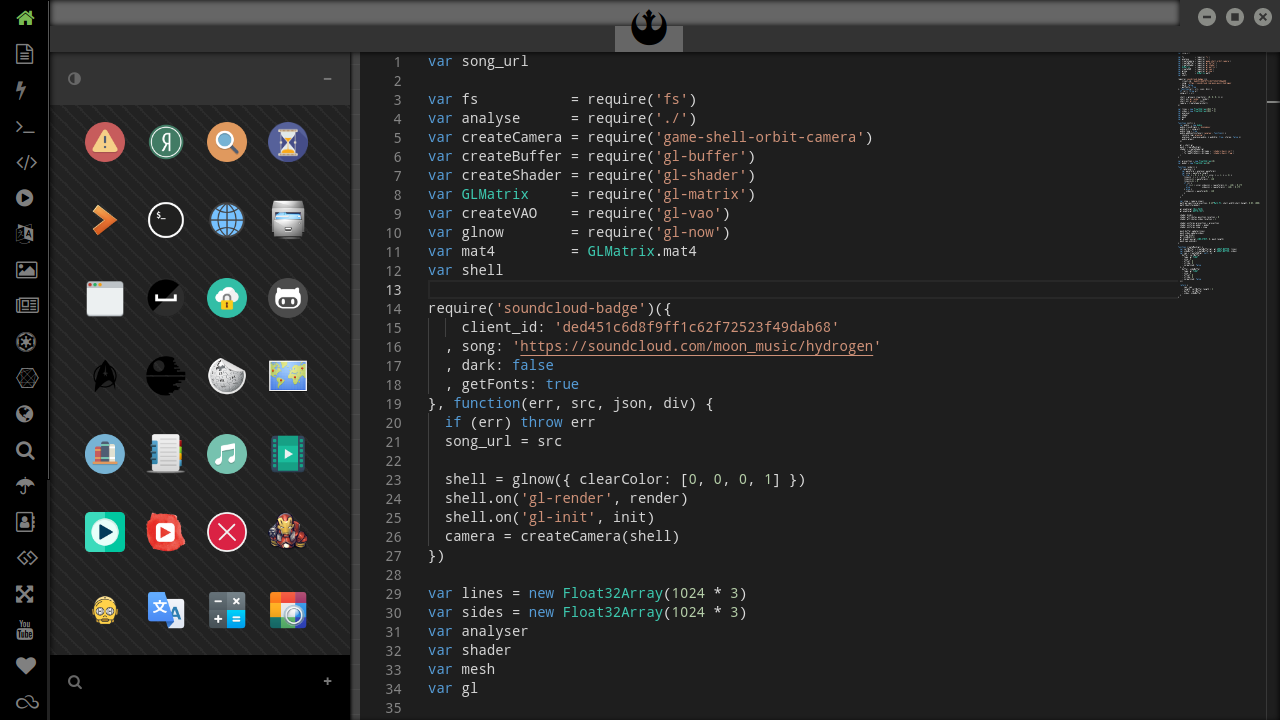 1 var song_url
2
3 var fs           = require('fs')
4 var analyse      = require('./')
5 var createCamera = require('game-shell-orbit-camera')
6 var createBuffer = require('gl-buffer')
7 var createShader = require('gl-shader')
8 var GLMatrix     = require('gl-matrix')
9 var createVAO    = require('gl-vao')
10 var glnow        = require('gl-now')
11 var mat4         = GLMatrix.mat4
12 var shell
13
14 require('soundcloud-badge')({
15     client_id: 'ded451c6d8f9ff1c62f72523f49dab68'
16   , song: 'https://soundcloud.com/moon_music/hydrogen'
17   , dark: false
18   , getFonts: true
19 }, function(err, src, json, div) {
20   if (err) throw err
21   song_url = src
22
23   shell = glnow({ clearColor: [0, 0, 0, 1] })
24   shell.on('gl-render', render)
25   shell.on('gl-init', init)
26   camera = createCamera(shell)
27 })
28
29 var lines = new Float32Array(1024 * 3)
30 var sides = new Float32Array(1024 * 3)
31 var analyser
32 var shader
33 var mesh
34 var gl
35
Я
$_
文A
You
Tube